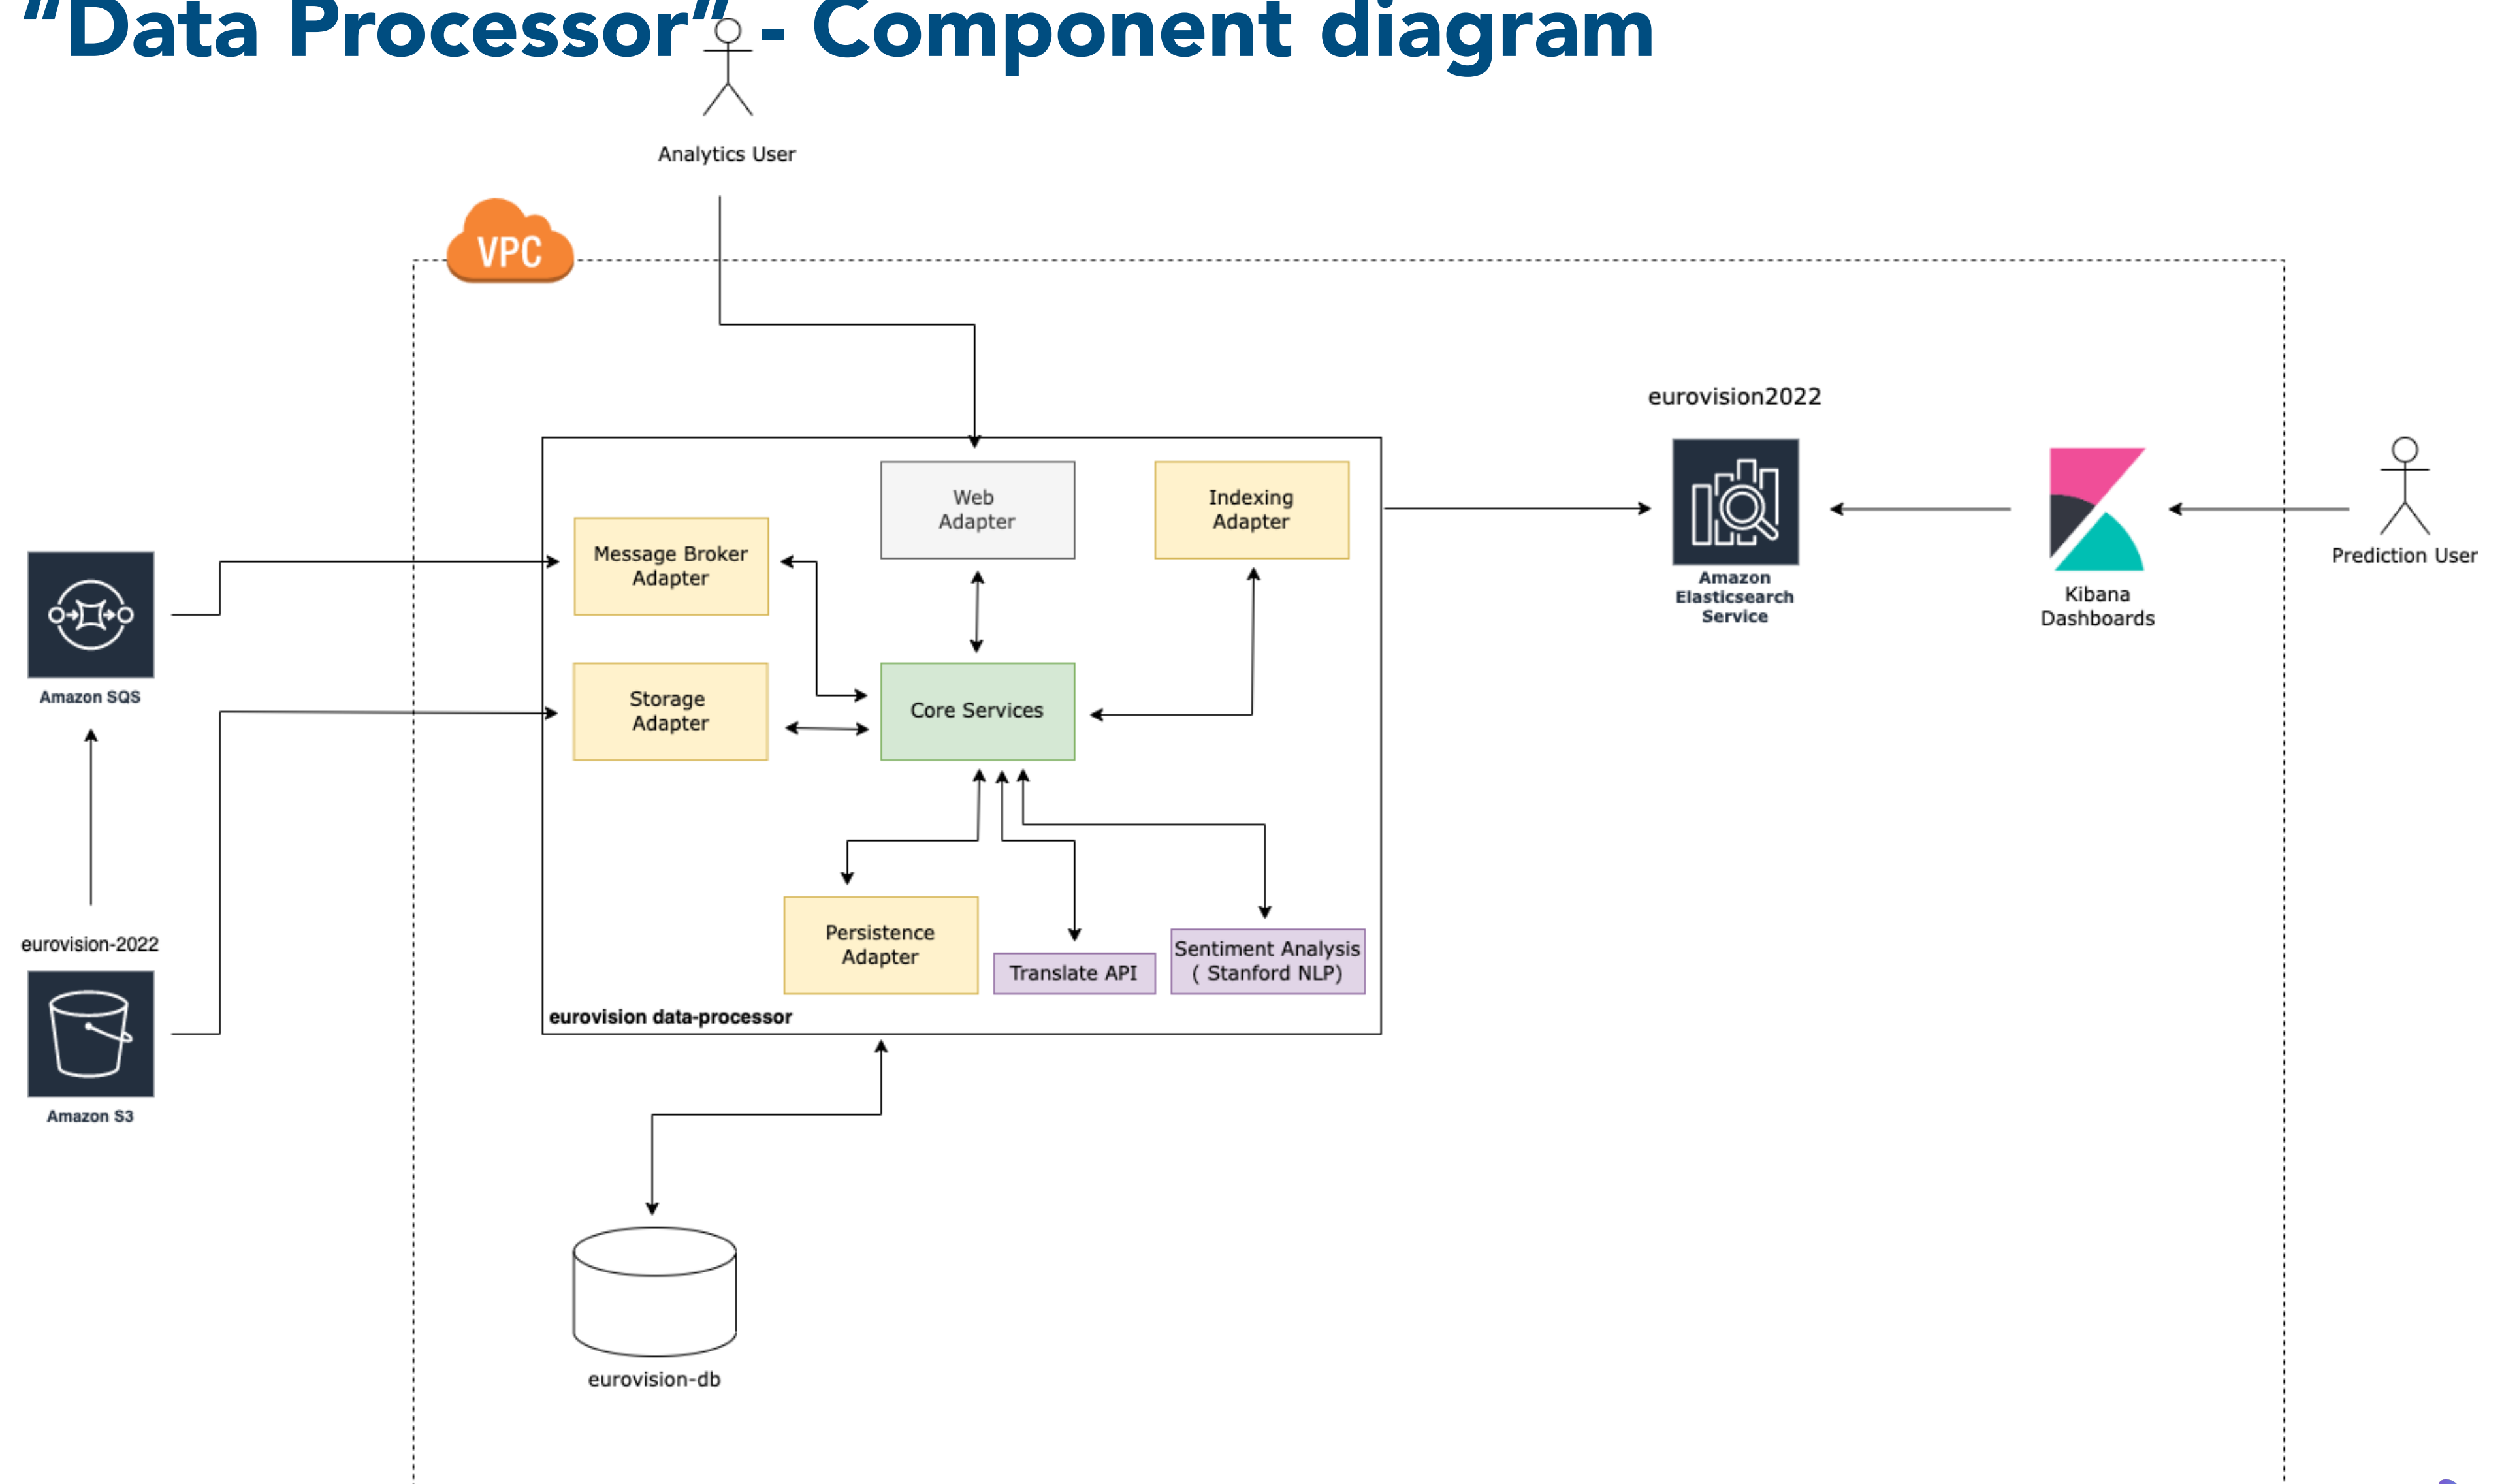 “Data Processor” - Component diagram
Analytics User
VPC
eurovision2022
Web
Adapter
Indexing
Adapter
Message Broker
Adapter
Amazon
Elasticsearch
Service
Prediction User
Kibana
Dashboards
Amazon SQS
Storage
Adapter
Core Services
eurovision-2022
Persistence
Adapter
Translate API
Sentiment Analysis
( Stanford NLP)
eurovision data-processor
Amazon S3
eurovision-db